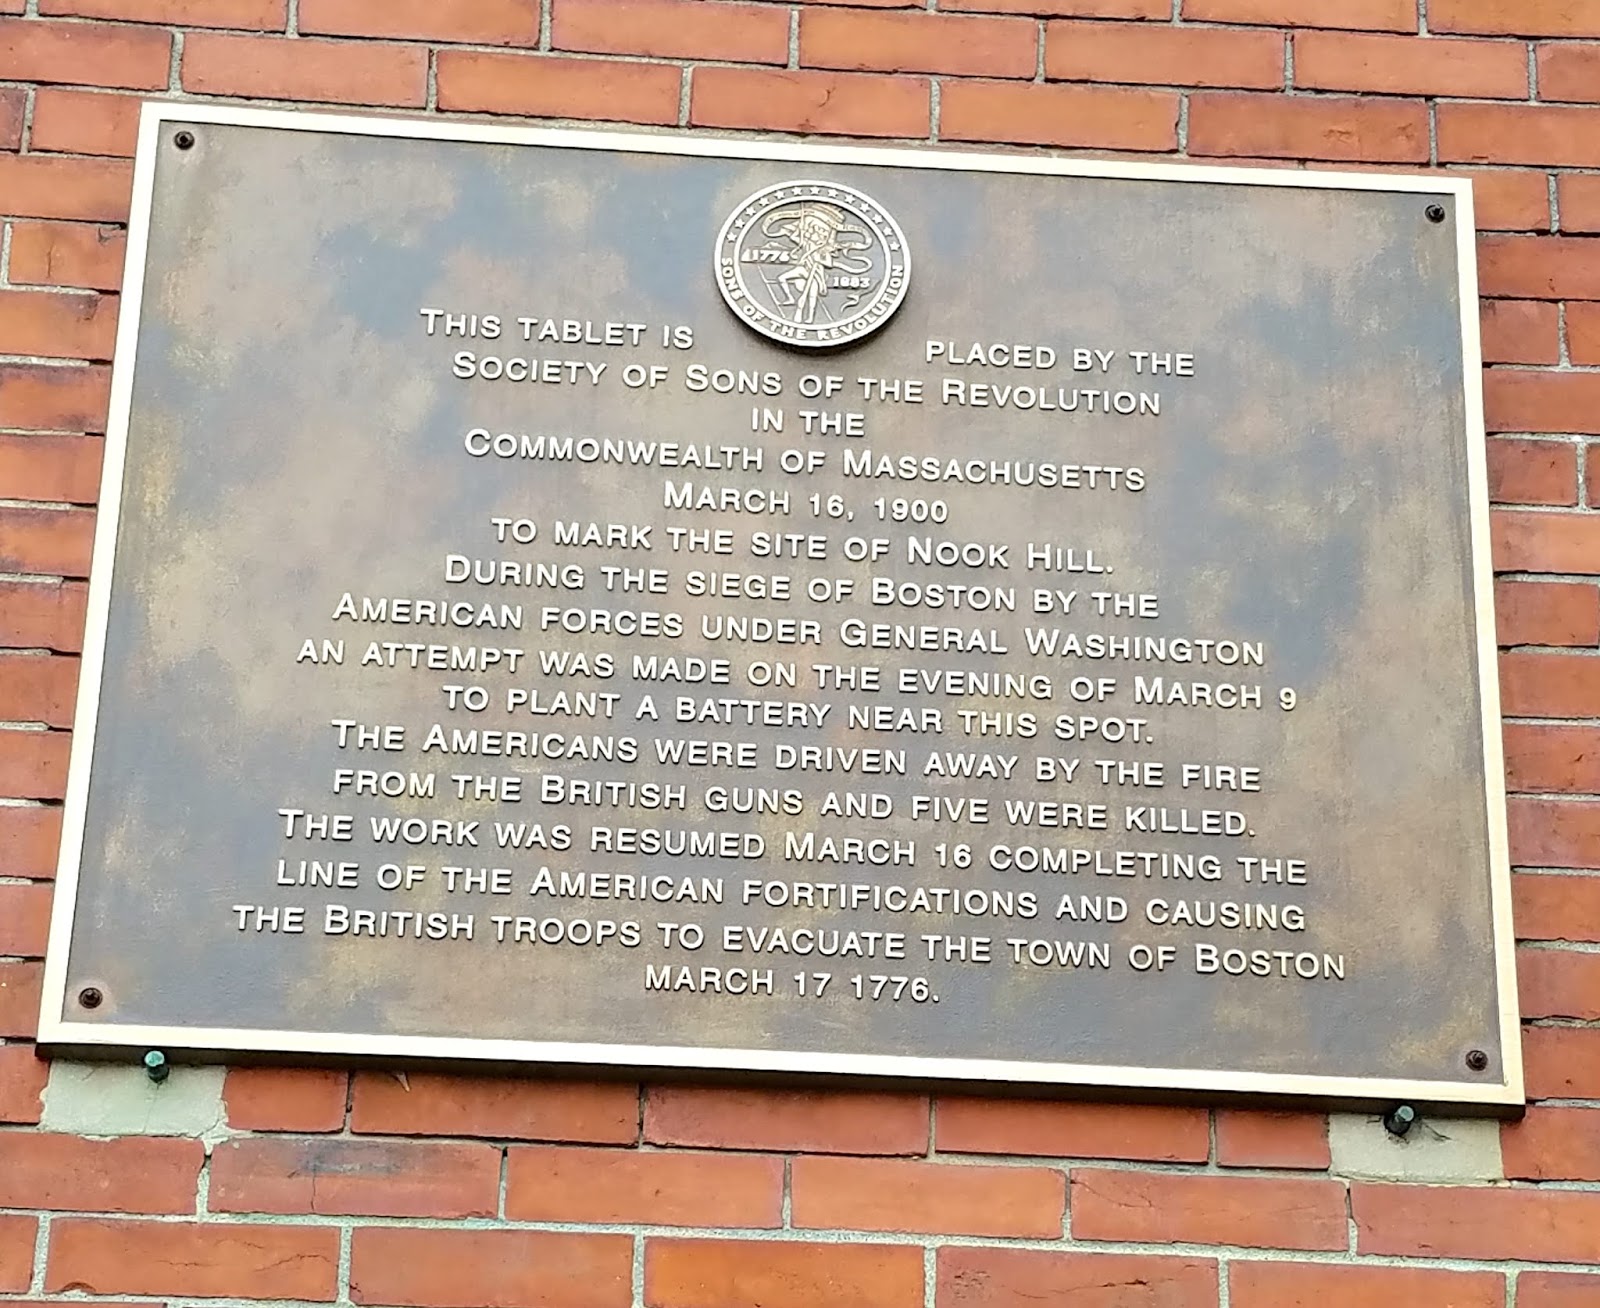 1776
1883
SONS OF THE REVOLUTION
THIS TABLET IS PLACED BY THE
SOCIETY OF SONS OF THE REVOLUTION
IN THE
COMMONWEALTH OF MASSACHUSETTS
MARCH 16, 1900
TO MARK THE SITE OF NOOK HILL.
DURING THE SIEGE OF BOSTON BY THE
AMERICAN FORCES UNDER GENERAL WASHINGTON
AN ATTEMPT WAS MADE ON THE EVENING OF MARCH 9
TO PLANT A BATTERY NEAR THIS SPOT.
THE AMERICANS WERE DRIVEN AWAY BY THE FIRE
FROM THE BRITISH GUNS AND FIVE WERE KILLED.
THE WORK WAS RESUMED MARCH 16 COMPLETING THE
LINE OF THE AMERICAN FORTIFICATIONS AND CAUSING
THE BRITISH TROOPS TO EVACUATE THE TOWN OF BOSTON
MARCH 17 1776.